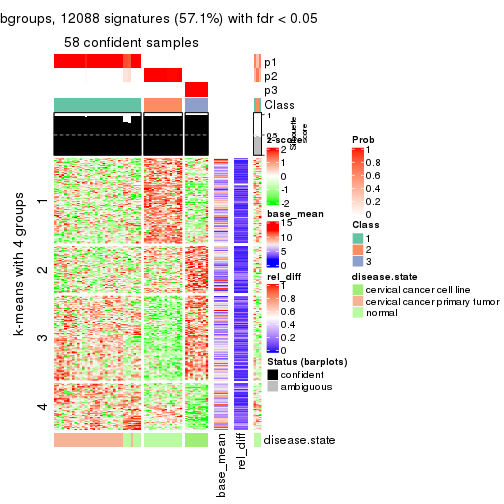 bgroups, 12088 signatures (57.1%) with fdr < 0.05
58 confident samples
p1
p2
p3
Class
1
0.5
Silhouette
score
k-means with 4 groups
1
2
3
4
z-score
2
1
0
-1
-2
base_mean
15
10
5
0
rel_diff
1
0.8
0.6
0.4
0.2
0
Status (barplots)
confident
ambiguous
Prob
1
0.8
0.6
0.4
0.2
0
Class
1
2
3
disease.state
cervical cancer cell line
cervical cancer primary tumor
normal
disease.state
base_mean
rel_diff